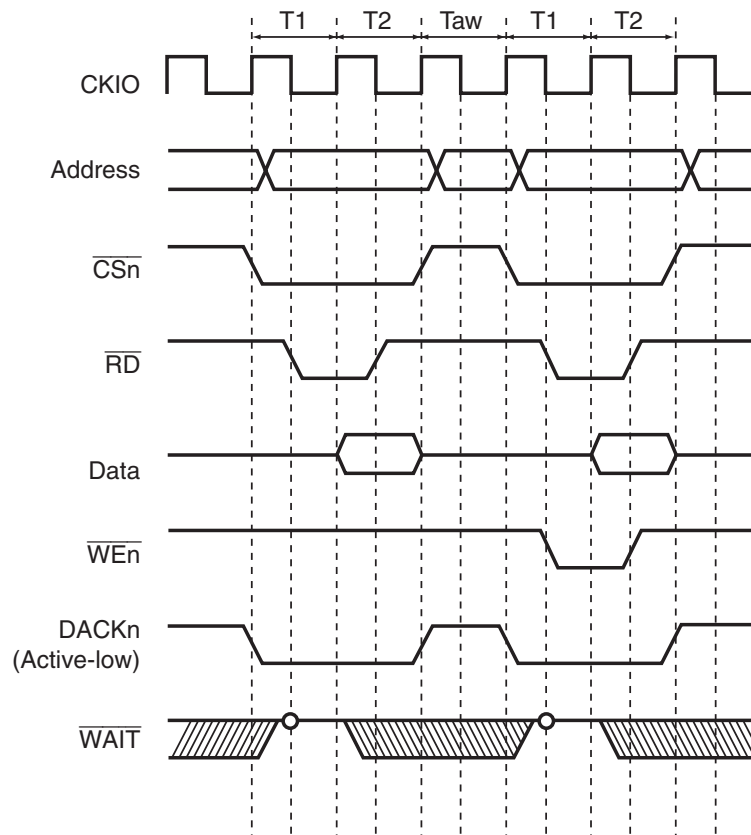 T1 T2 Taw T1 T2
CKIO
Address
CSn
RD
Data
WEn
DACKn
(Active-low)
WAIT